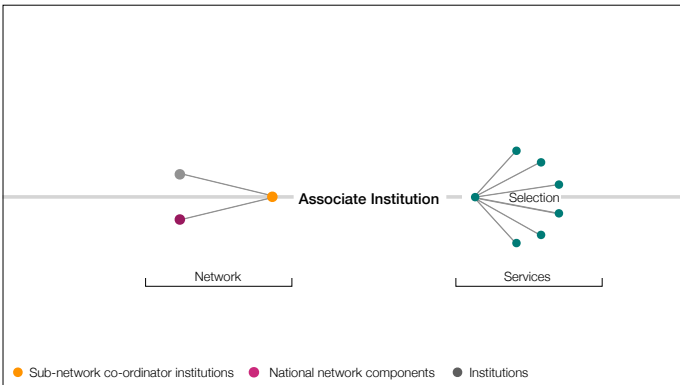 Associate Institution
Selection
Network
Services
Sub-network co-ordinator institutions
National network components
Institutions